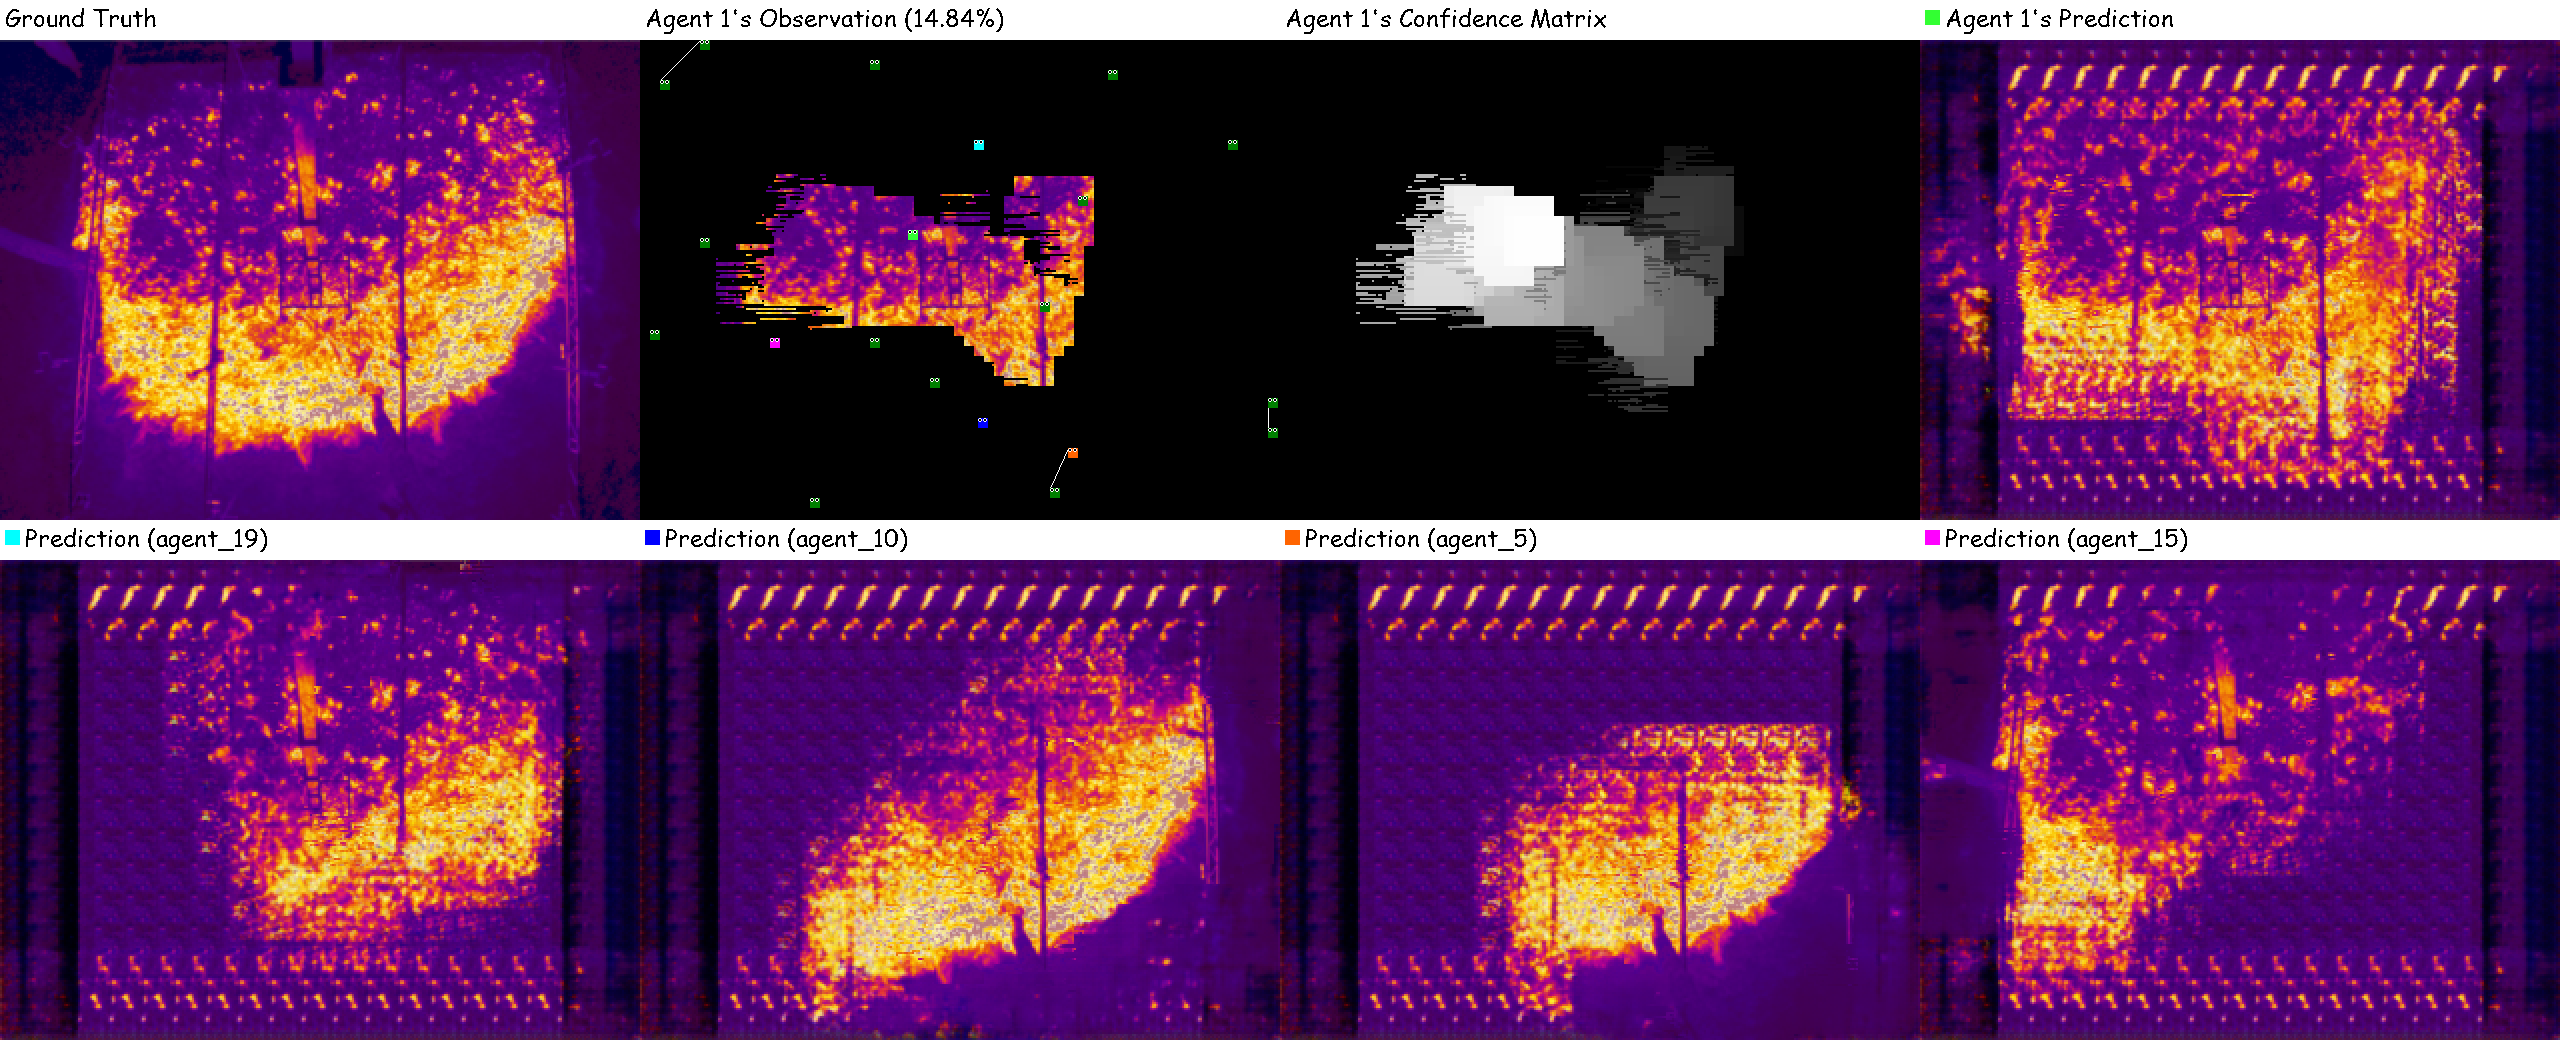 Ground Truth
Agent 1's Observation (14.84%)
Agent 1's Confidence Matrix
Agent 1's Prediction
Prediction (agent_19)
Prediction (agent_10)
Prediction (agent_5)
Prediction (agent_15)